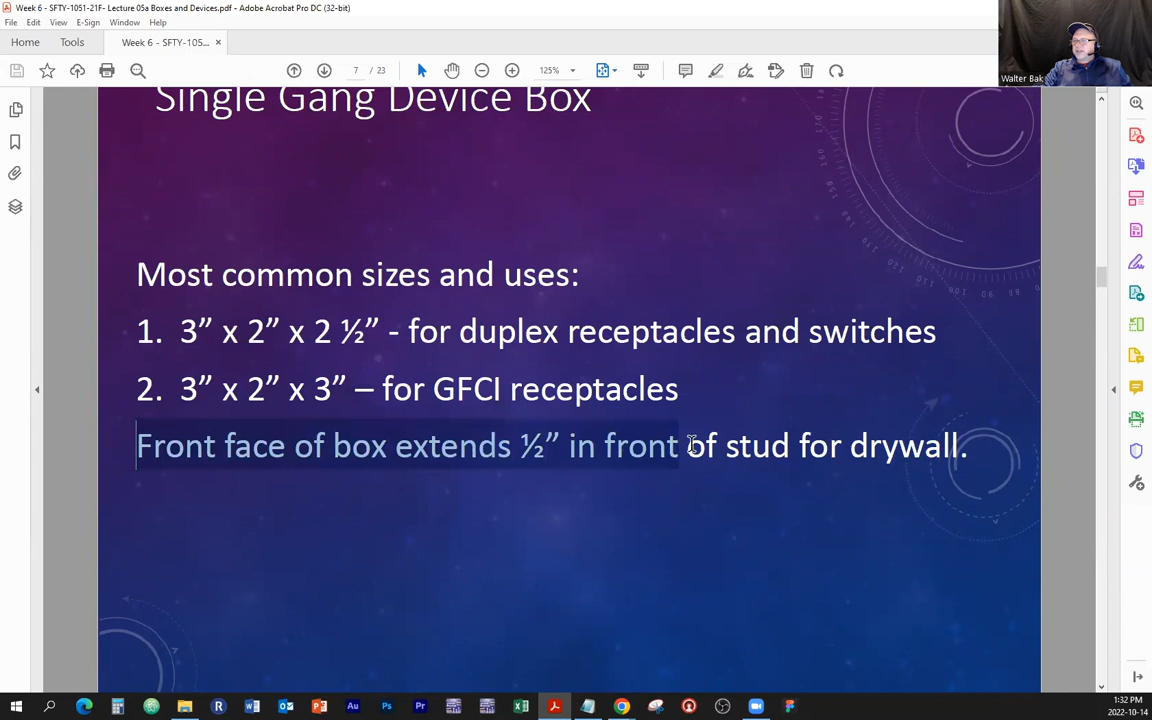 Week 6 - SFTY-1051-21F- Lecture 05a Boxes and Devices.pdf - Adobe Acrobat Pro DC (32-bit)
File Edit View E-Sign Window Help
Home Tools Week 6 - SFTY-105... ×
7 / 23 125%
Walter Bak
Single Gang Device Box
Most common sizes and uses:
1. 3” x 2” x 2 ½” - for duplex receptacles and switches
2. 3” x 2” x 3” – for GFCI receptacles
Front face of box extends ½” in front of stud for drywall.
1:32 PM
2022-10-14